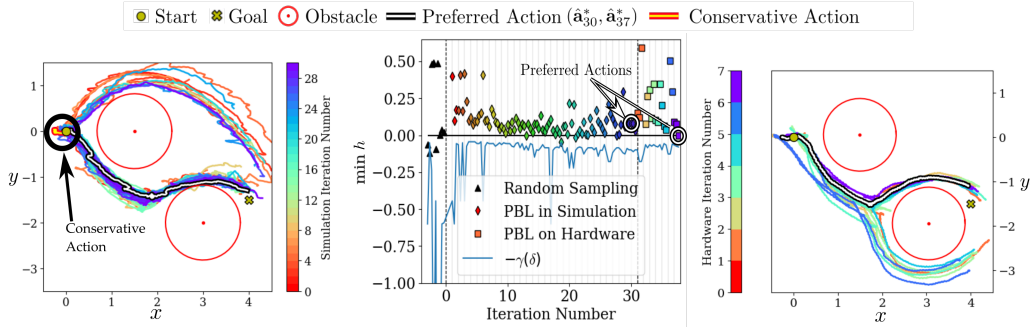 Start Goal Obstacle Preferred Action (â*₃₀, â*₃₇) Conservative Action
1
0
−1
−2
−3
y
0 1 2 3 4
x
Conservative
Action
28
24
20
16
12
8
4
0
Simulation Iteration Number
0.50
0.25
0.00
−0.25
−0.50
−0.75
−1.00
min h
Preferred Actions
Random Sampling
PBL in Simulation
PBL on Hardware
−γ(δ)
0 10 20 30
Iteration Number
7
6
5
4
3
2
1
0
Hardware Iteration Number
0 1 2 3 4
x
1
0
−1
−2
−3
y